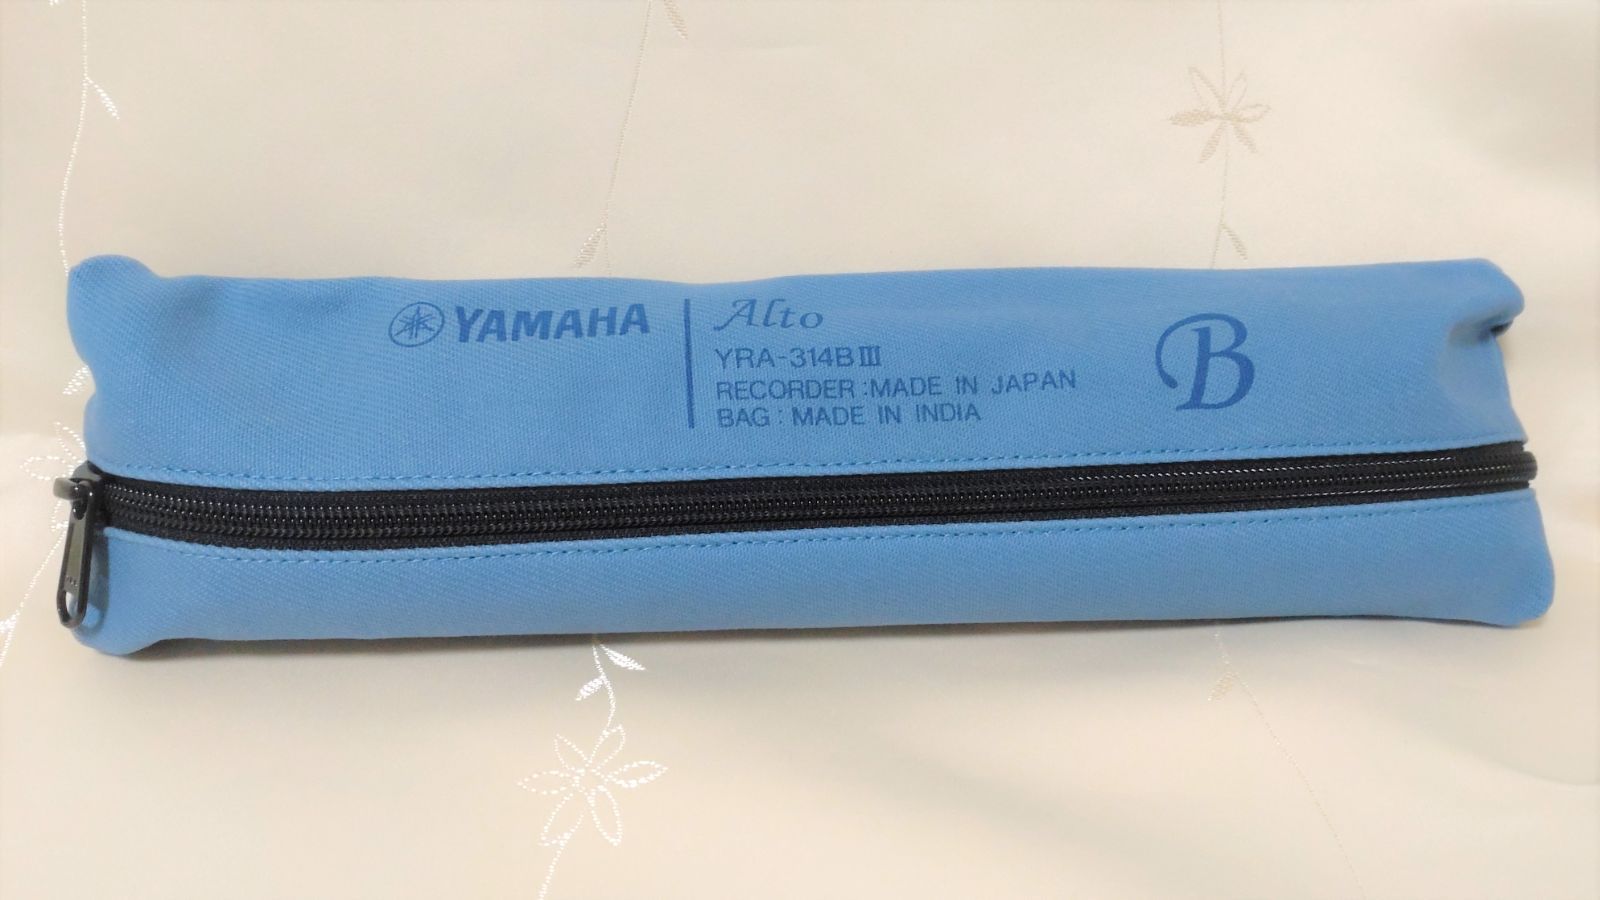 YAMAHA
Alto
YRA-314BⅢ
RECORDER:MADE IN JAPAN
BAG: MADE IN INDIA
B